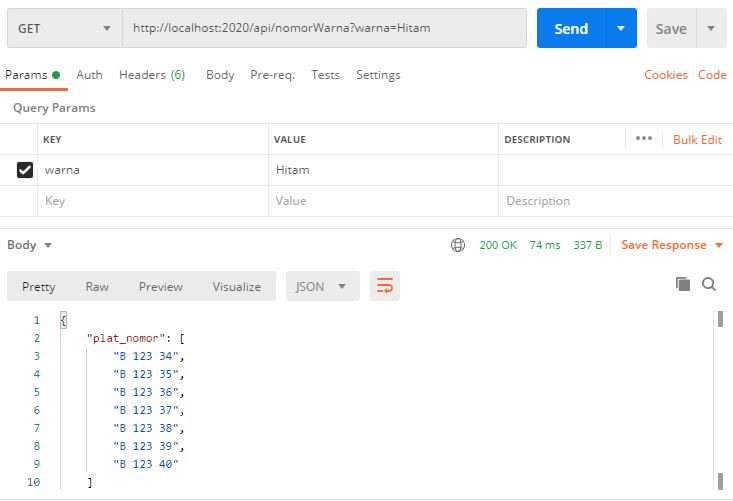 GET http://localhost:2020/api/nomorWarna?warna=Hitam Send Save
Params Auth Headers (6) Body Pre-req. Tests Settings Cookies Code
Query Params
KEY VALUE DESCRIPTION ••• Bulk Edit
warna Hitam
Key Value Description
Body 200 OK 74 ms 337 B Save Response
Pretty Raw Preview Visualize JSON
1 {
2 "plat_nomor": [
3 "B 123 34",
4 "B 123 35",
5 "B 123 36",
6 "B 123 37",
7 "B 123 38",
8 "B 123 39",
9 "B 123 40"
10 ]